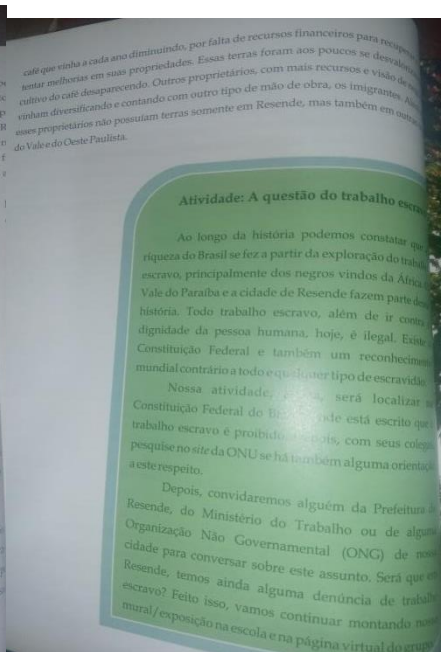 café que vinha a cada ano diminuindo, por falta de recursos financeiros para
tentar melhorias em suas propriedades. Essas terras foram aos poucos se
cultivo do café desaparecendo. Outros proprietários, com mais recursos e visão de
vinham diversificando e contando com outro tipo de mão de obra, os imigrantes.
esses proprietários não possuíam terras somente em Resende, mas também em
do Vale e do Oeste Paulista.
Atividade: A questão do trabalho
Ao longo da história podemos constatar que
riqueza do Brasil se fez a partir da exploração do
escravo, principalmente dos negros vindos da África
Vale do Paraíba e a cidade de Resende fazem parte
história. Todo trabalho escravo, além de ir contra
dignidade da pessoa humana, hoje, é ilegal. Existe
Constituição Federal e também um reconhecimento
mundial contrário a todo e qualquer tipo de escravidão
Nossa atividade, será localizar
Constituição Federal do onde está escrito que
trabalho escravo é proibido. com seus colegas
pesquise no site da ONU se há também alguma
a este respeito.
Depois, convidaremos alguém da Prefeitura
Resende, do Ministério do Trabalho ou de alguma
Organização Não Governamental (ONG) de
cidade para conversar sobre este assunto. Será que
Resende, temos ainda alguma denúncia de trabalho
escravo? Feito isso, vamos continuar montando
mural/exposição na escola e na página virtual do grupo